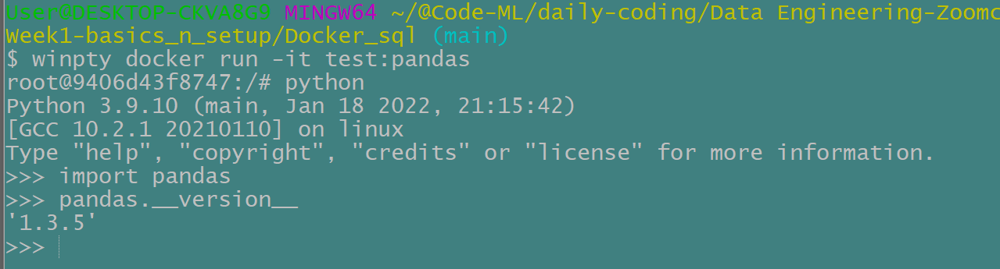 User@DESKTOP-CKVA8G9 MINGW64 ~/@Code-ML/daily-coding/Data Engineering-Zoomc
Week1-basics_n_setup/Docker_sql (main)
$ winpty docker run -it test:pandas
root@9406d43f8747:/# python
Python 3.9.10 (main, Jan 18 2022, 21:15:42)
[GCC 10.2.1 20210110] on linux
Type "help", "copyright", "credits" or "license" for more information.
>>> import pandas
>>> pandas.__version__
'1.3.5'
>>>